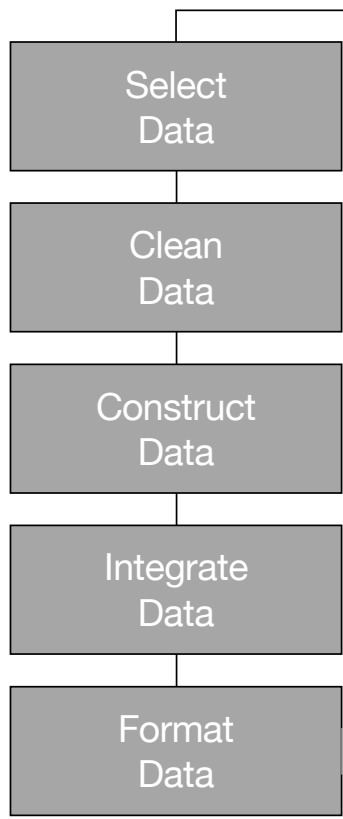 Select
Data
Clean
Data
Construct
Data
Integrate
Data
Format
Data